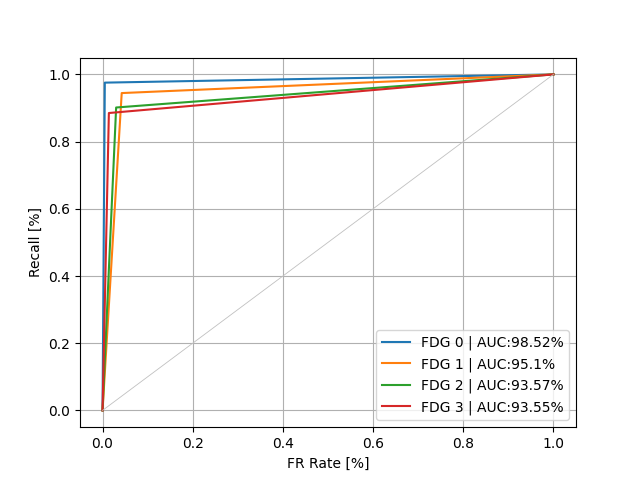 1.0
0.8
0.6
0.4
0.2
0.0
Recall [%]
FDG 0 | AUC:98.52%
FDG 1 | AUC:95.1%
FDG 2 | AUC:93.57%
FDG 3 | AUC:93.55%
0.0 0.2 0.4 0.6 0.8 1.0
FR Rate [%]